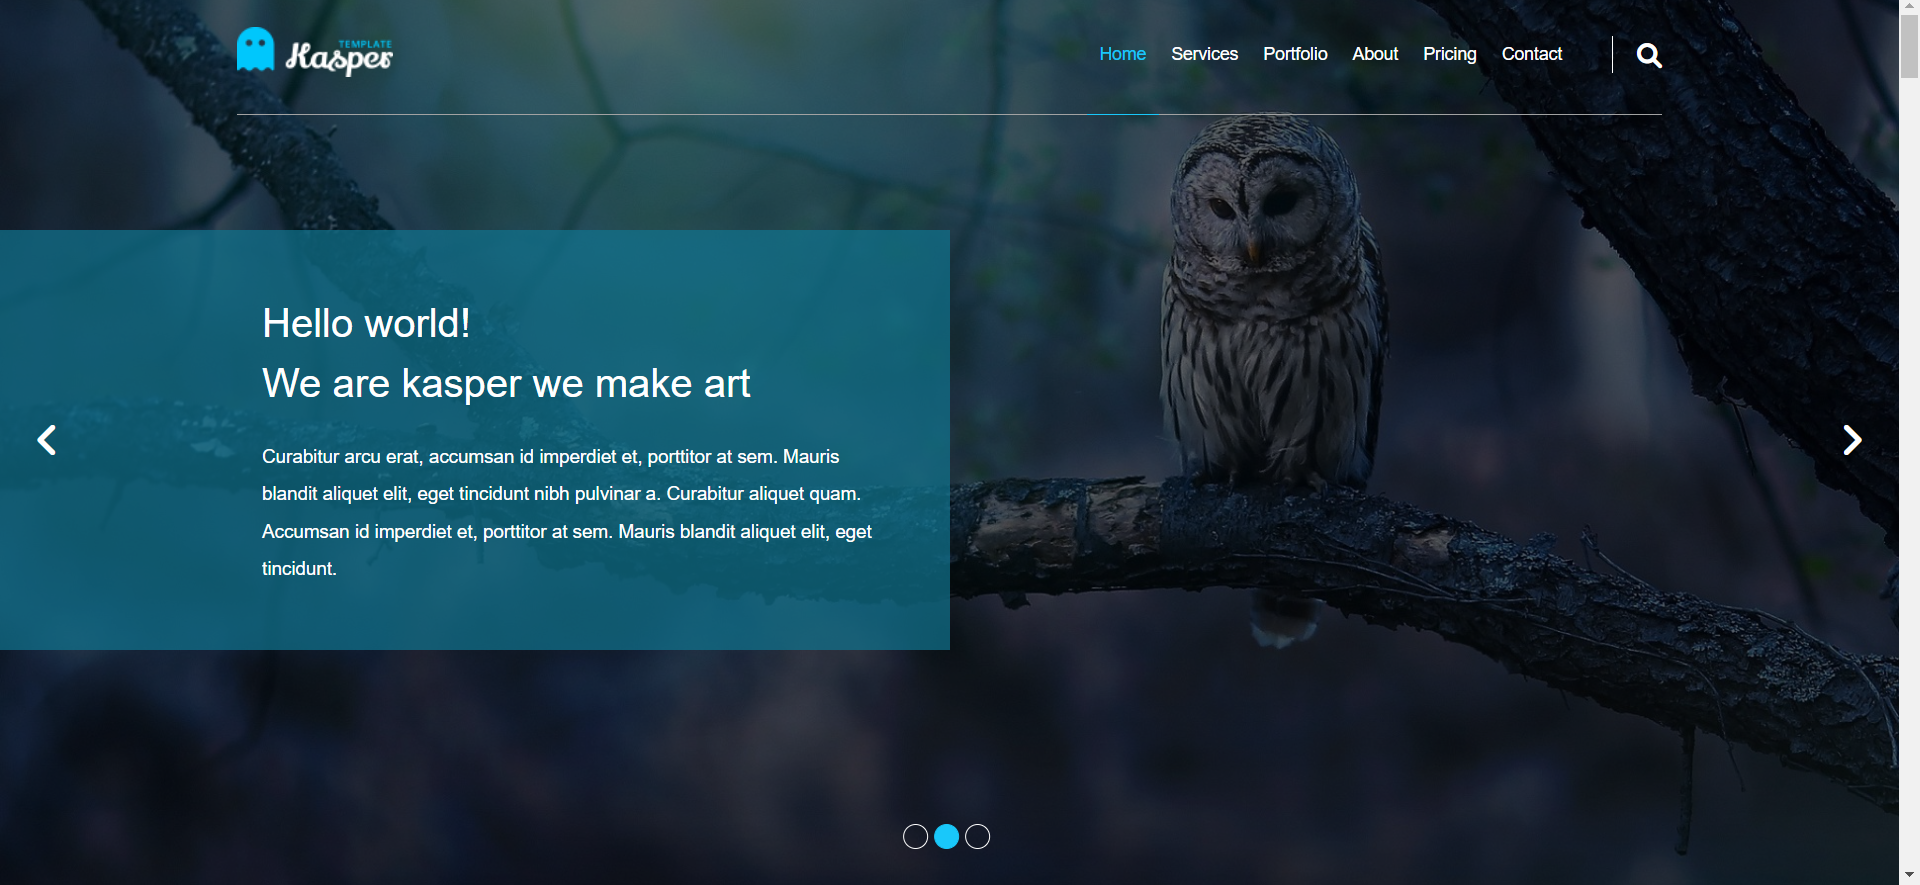 TEMPLATE
Kasper
Home Services Portfolio About Pricing Contact
Hello world!
We are kasper we make art
Curabitur arcu erat, accumsan id imperdiet et, porttitor at sem. Mauris
blandit aliquet elit, eget tincidunt nibh pulvinar a. Curabitur aliquet quam.
Accumsan id imperdiet et, porttitor at sem. Mauris blandit aliquet elit, eget
tincidunt.